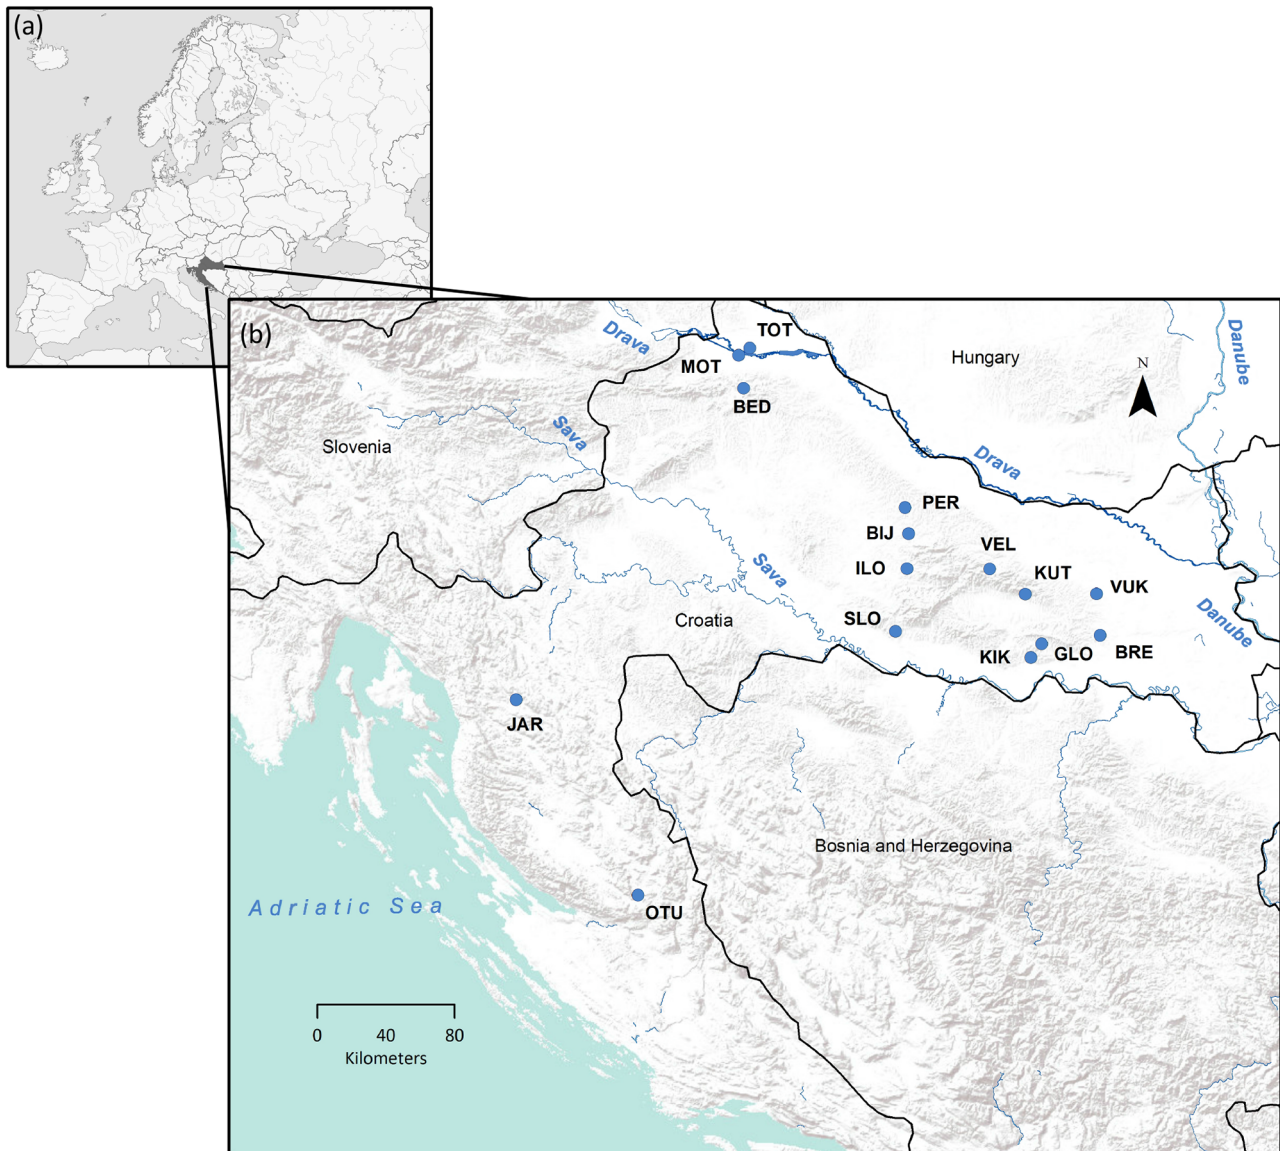 (a)
(b)
Drava
TOT
MOT
BED
Hungary
N
Danube
Slovenia
Sava
Drava
PER
BIJ
VEL
ILO
KUT
VUK
Sava
Croatia
SLO
Danube
KIK
GLO
BRE
JAR
Bosnia and Herzegovina
Adriatic Sea
OTU
0 40 80
Kilometers